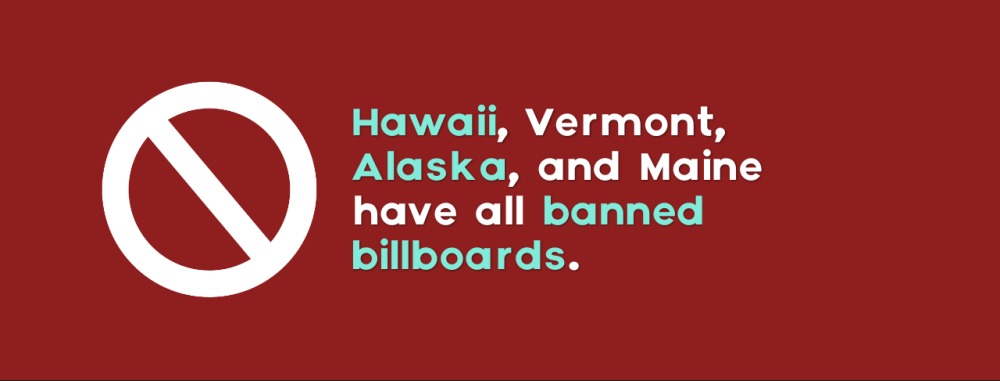 Hawaii, Vermont,
Alaska, and Maine
have all banned
billboards.